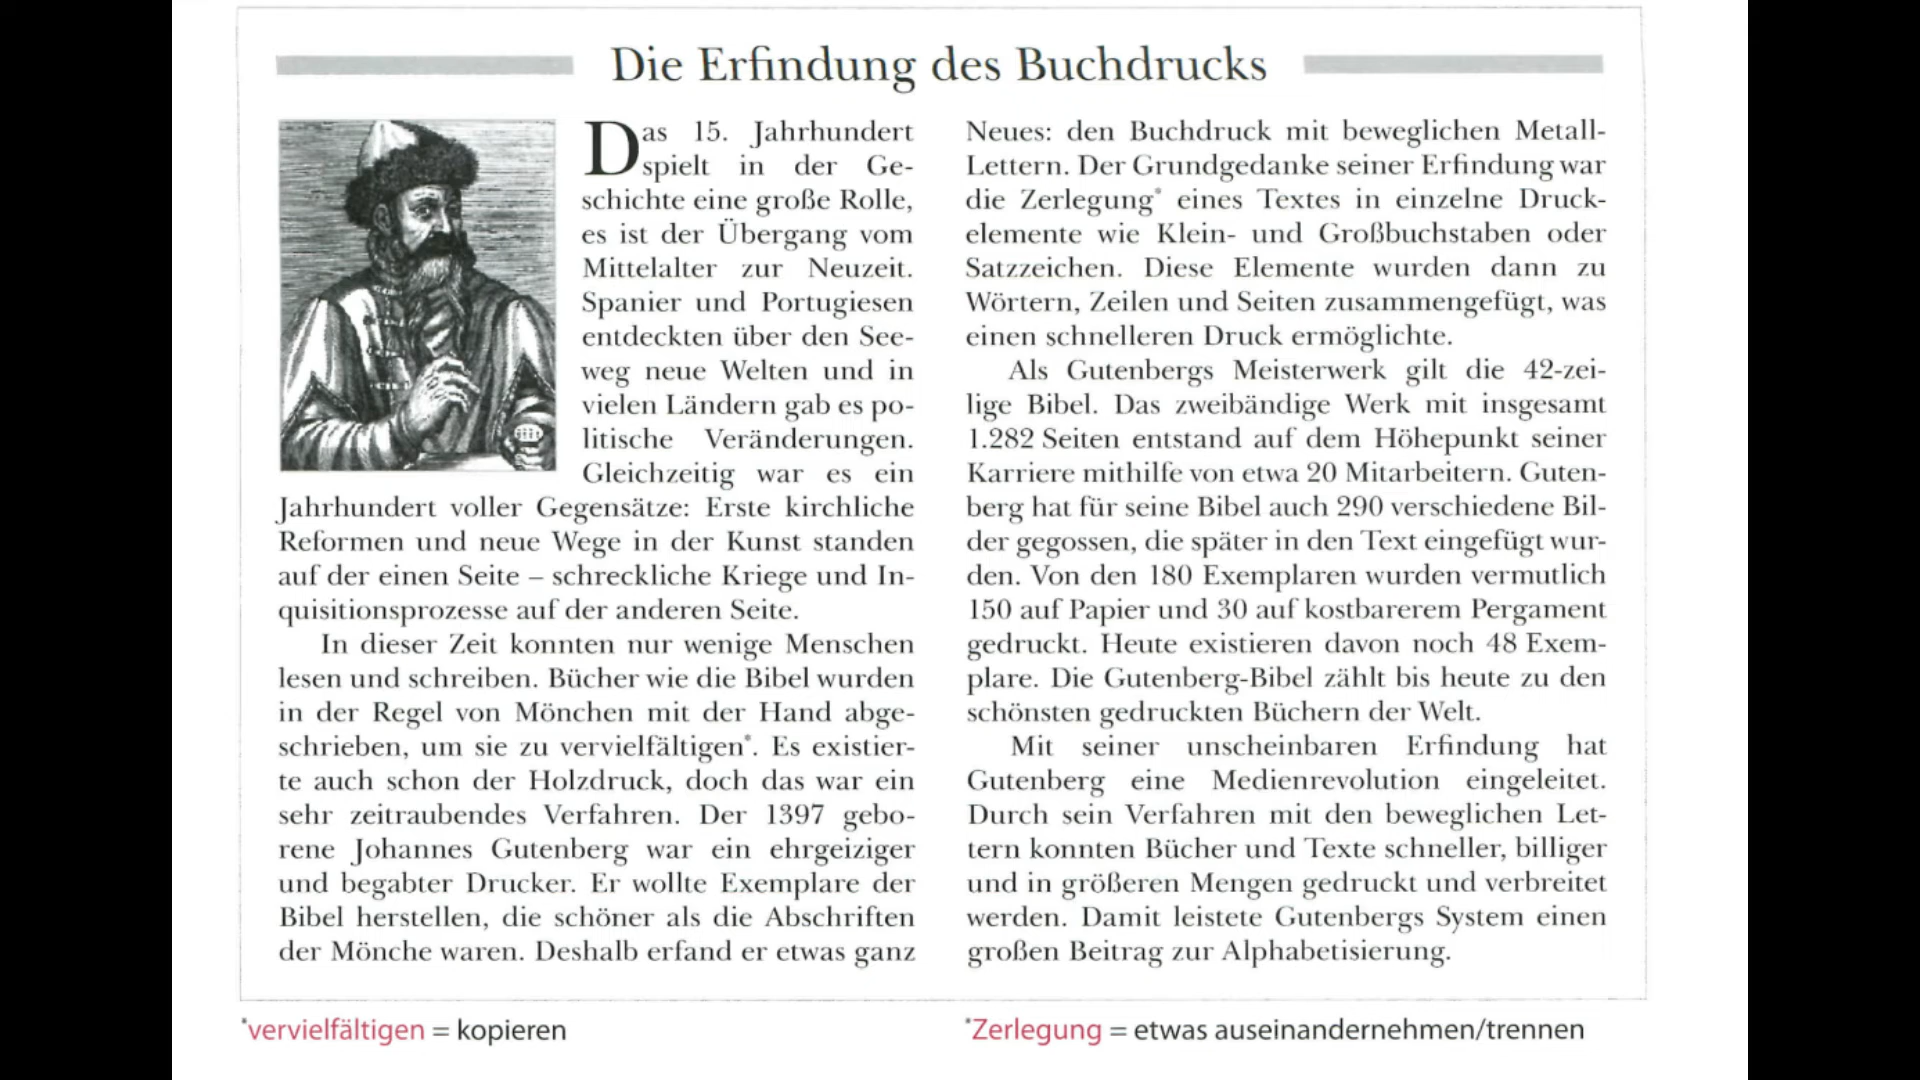 Die Erfindung des Buchdrucks
Das 15. Jahrhundert
spielt in der Ge-
schichte eine große Rolle,
es ist der Übergang vom
Mittelalter zur Neuzeit.
Spanier und Portugiesen
entdeckten über den See-
weg neue Welten und in
vielen Ländern gab es po-
litische Veränderungen.
Gleichzeitig war es ein
Jahrhundert voller Gegensätze: Erste kirchliche
Reformen und neue Wege in der Kunst standen
auf der einen Seite – schreckliche Kriege und In-
quisitionsprozesse auf der anderen Seite.
In dieser Zeit konnten nur wenige Menschen
lesen und schreiben. Bücher wie die Bibel wurden
in der Regel von Mönchen mit der Hand abge-
schrieben, um sie zu vervielfältigen*. Es existier-
te auch schon der Holzdruck, doch das war ein
sehr zeitraubendes Verfahren. Der 1397 gebo-
rene Johannes Gutenberg war ein ehrgeiziger
und begabter Drucker. Er wollte Exemplare der
Bibel herstellen, die schöner als die Abschriften
der Mönche waren. Deshalb erfand er etwas ganz
Neues: den Buchdruck mit beweglichen Metall-
Lettern. Der Grundgedanke seiner Erfindung war
die Zerlegung* eines Textes in einzelne Druck-
elemente wie Klein- und Großbuchstaben oder
Satzzeichen. Diese Elemente wurden dann zu
Wörtern, Zeilen und Seiten zusammengefügt, was
einen schnelleren Druck ermöglichte.
Als Gutenbergs Meisterwerk gilt die 42-zei-
lige Bibel. Das zweibändige Werk mit insgesamt
1.282 Seiten entstand auf dem Höhepunkt seiner
Karriere mithilfe von etwa 20 Mitarbeitern. Guten-
berg hat für seine Bibel auch 290 verschiedene Bil-
der gegossen, die später in den Text eingefügt wur-
den. Von den 180 Exemplaren wurden vermutlich
150 auf Papier und 30 auf kostbarerem Pergament
gedruckt. Heute existieren davon noch 48 Exem-
plare. Die Gutenberg-Bibel zählt bis heute zu den
schönsten gedruckten Büchern der Welt.
Mit seiner unscheinbaren Erfindung hat
Gutenberg eine Medienrevolution eingeleitet.
Durch sein Verfahren mit den beweglichen Let-
tern konnten Bücher und Texte schneller, billiger
und in größeren Mengen gedruckt und verbreitet
werden. Damit leistete Gutenbergs System einen
großen Beitrag zur Alphabetisierung.
*vervielfältigen = kopieren
*Zerlegung = etwas auseinandernehmen/trennen